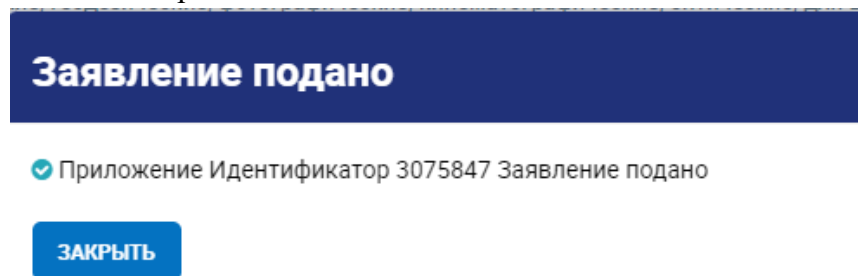 Заявление подано
Приложение Идентификатор 3075847 Заявление подано
ЗАКРЫТЬ